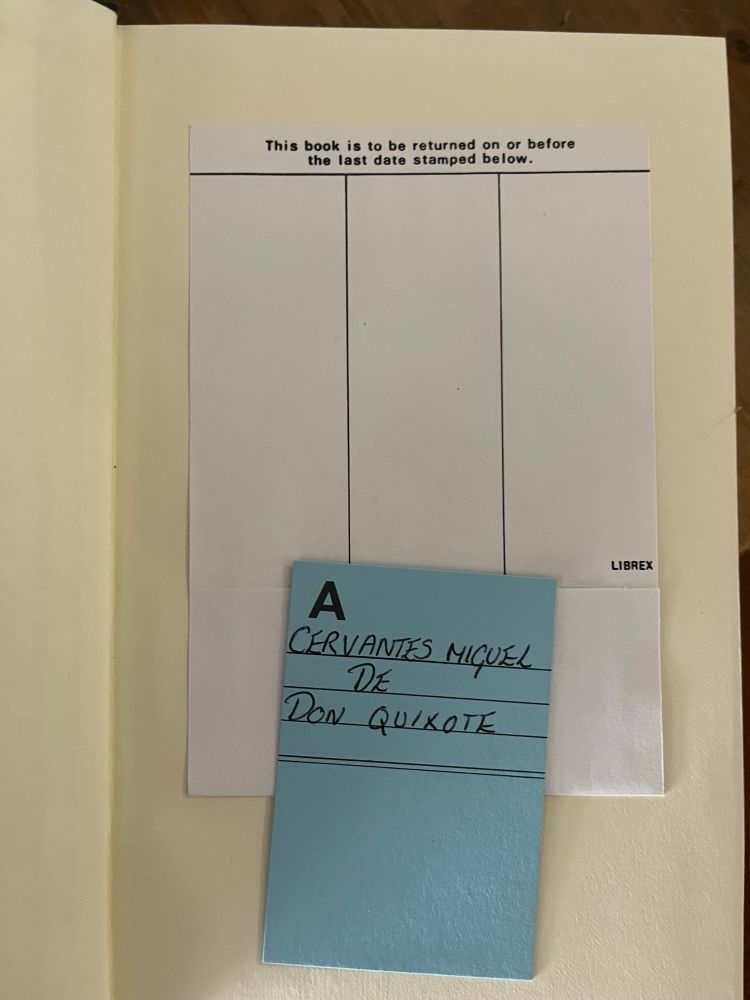 This book is to be returned on or before
the last date stamped below.
LIBREX
A
CERVANTES MIGUEL
DE
DON QUIXOTE